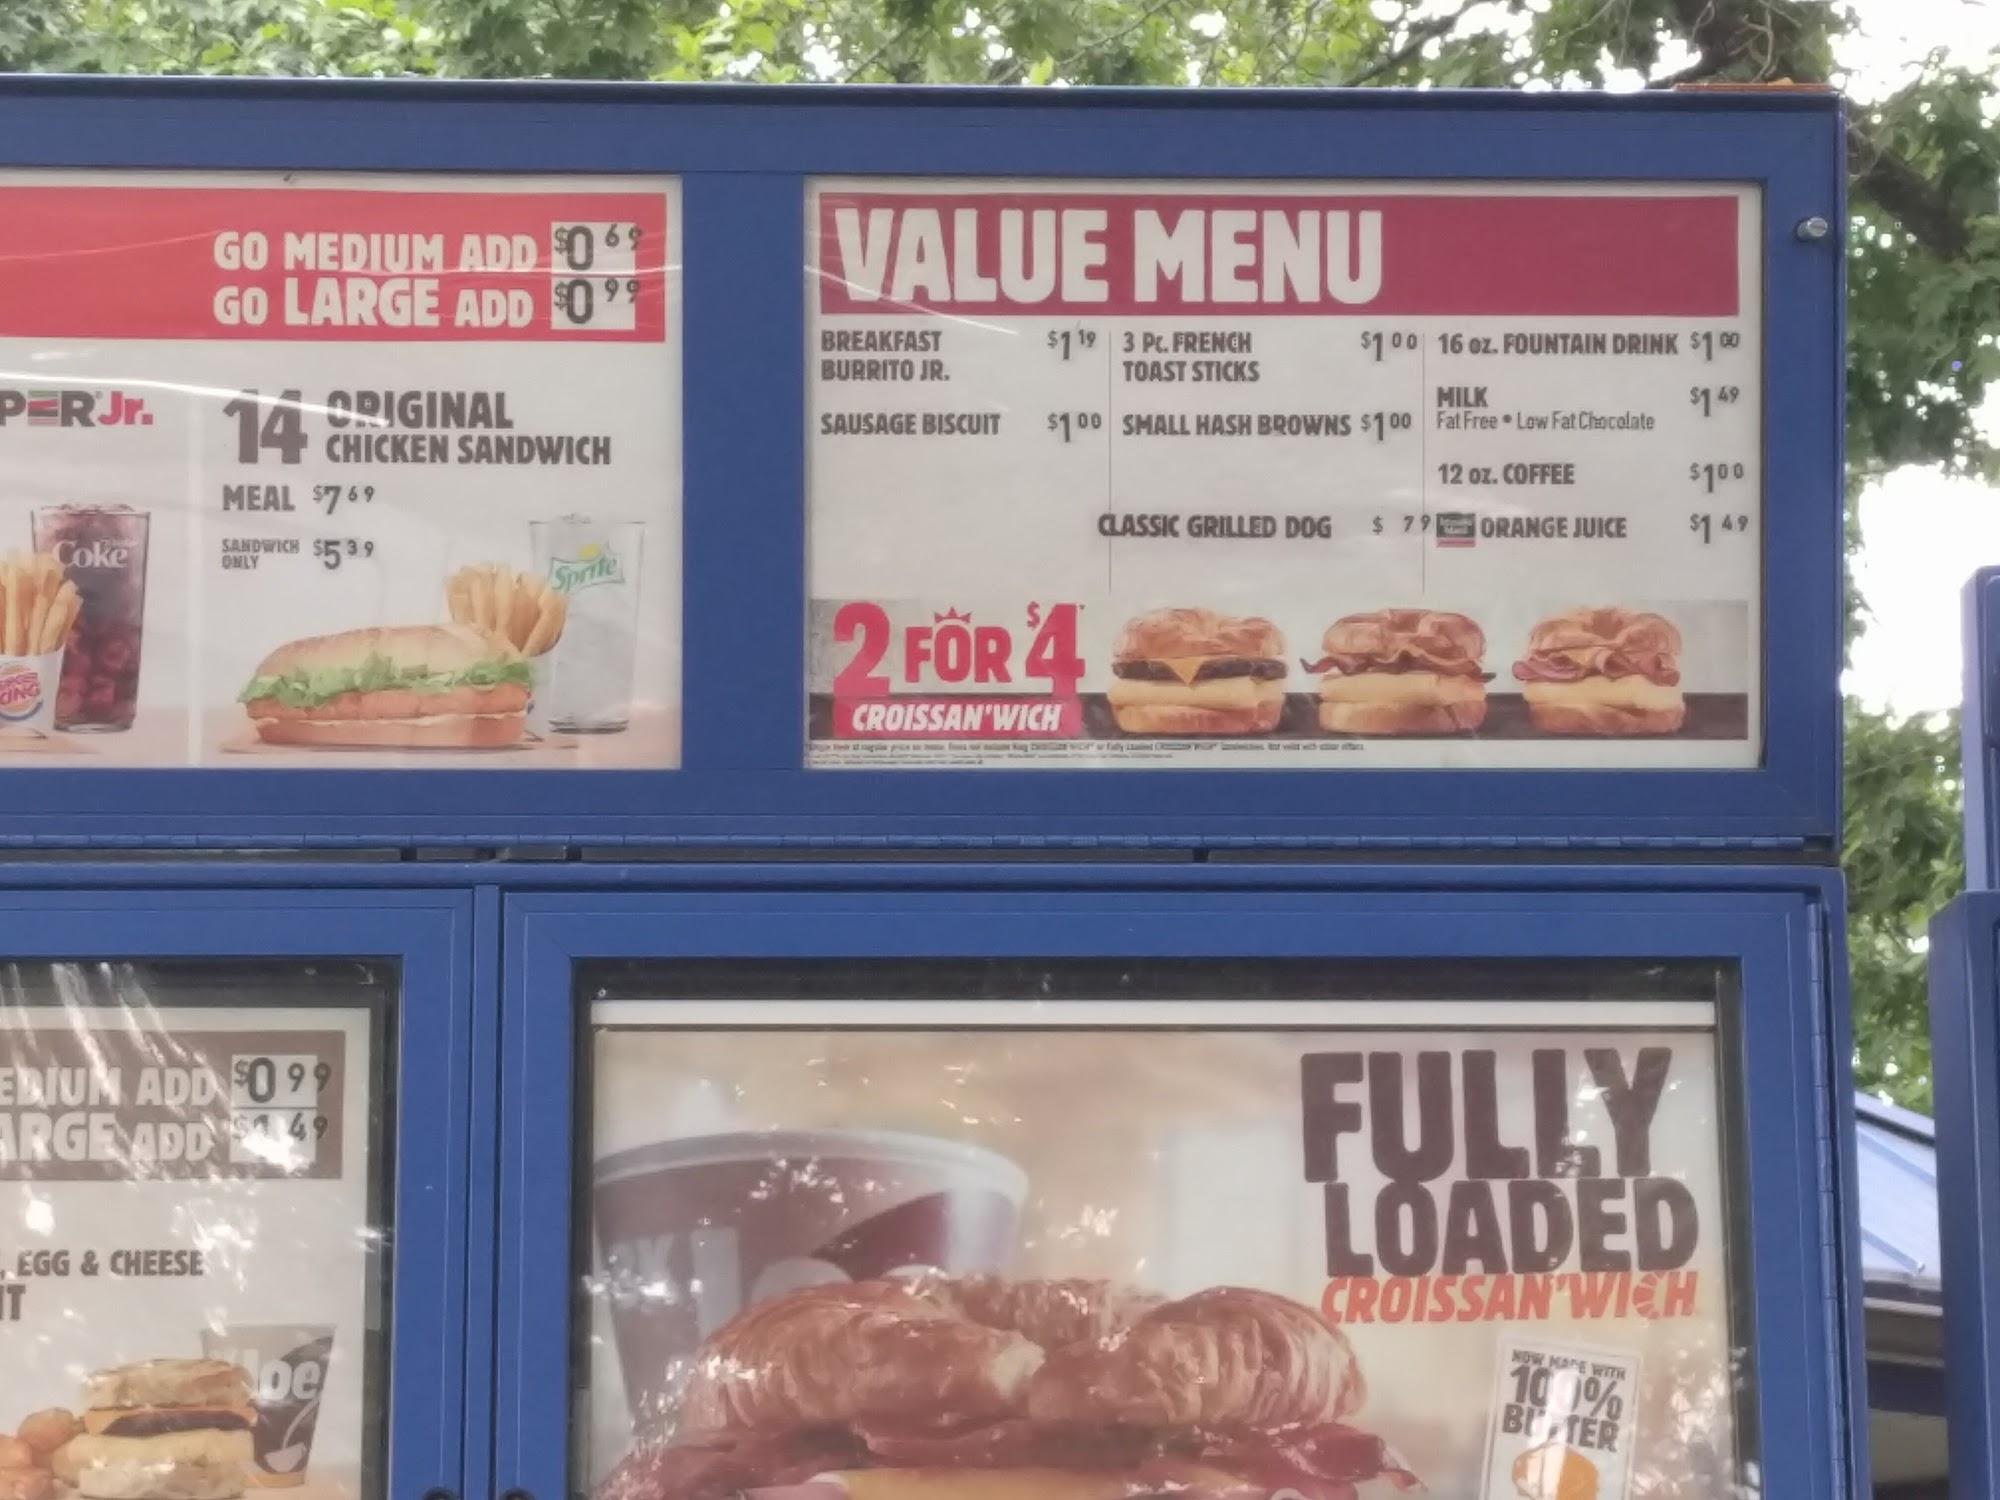 GO MEDIUM ADD $0 69
GO LARGE ADD $0 99
PER Jr.
14 ORIGINAL
CHICKEN SANDWICH
MEAL $7 69
SANDWICH
ONLY $5 39
Coke
Sprite
BURGER
KING
VALUE MENU
BREAKFAST
BURRITO JR. $1 19
SAUSAGE BISCUIT $1 00
3 Pc. FRENCH
TOAST STICKS $1 00
SMALL HASH BROWNS $1 00
CLASSIC GRILLED DOG $ 79
16 oz. FOUNTAIN DRINK $1 00
MILK $1 49
Fat Free • Low Fat Chocolate
12 oz. COFFEE $1 00
ORANGE JUICE $1 49
2 FOR $4
CROISSAN'WICH
EDIUM ADD $0 99
ARGE ADD 49
, EGG & CHEESE
IT
Joe
FULLY
LOADED
CROISSAN'WICH
NOW MADE WITH
100%
BUTTER